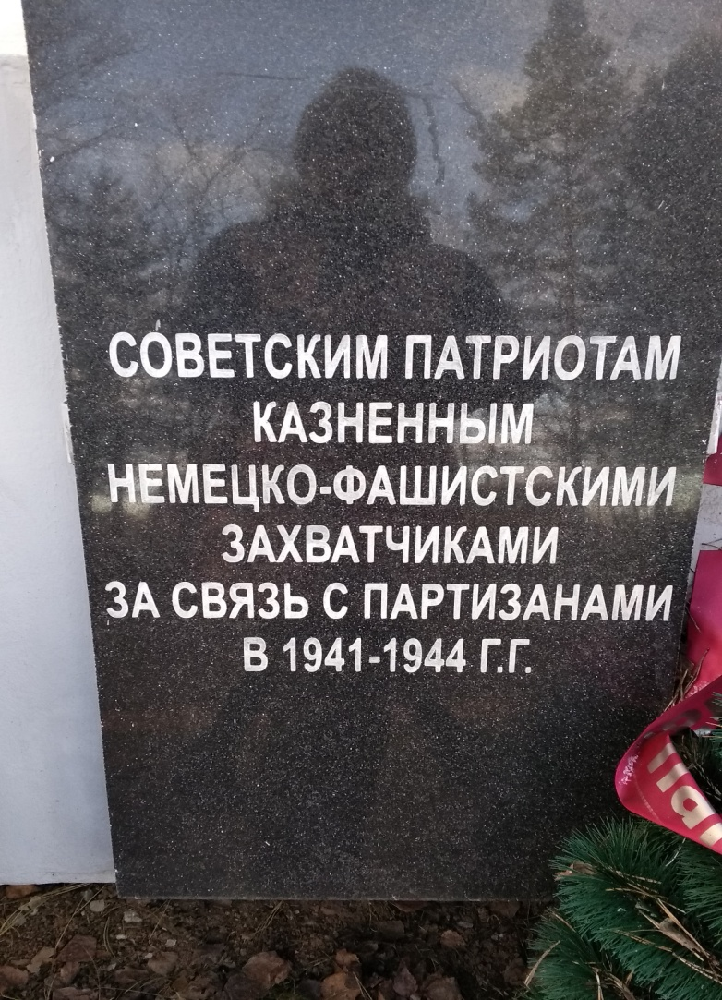 СОВЕТСКИМ ПАТРИОТАМ
КАЗНЕННЫМ
НЕМЕЦКО-ФАШИСТСКИМИ
ЗАХВАТЧИКАМИ
ЗА СВЯЗЬ С ПАРТИЗАНАМИ
В 1941-1944 Г.Г.